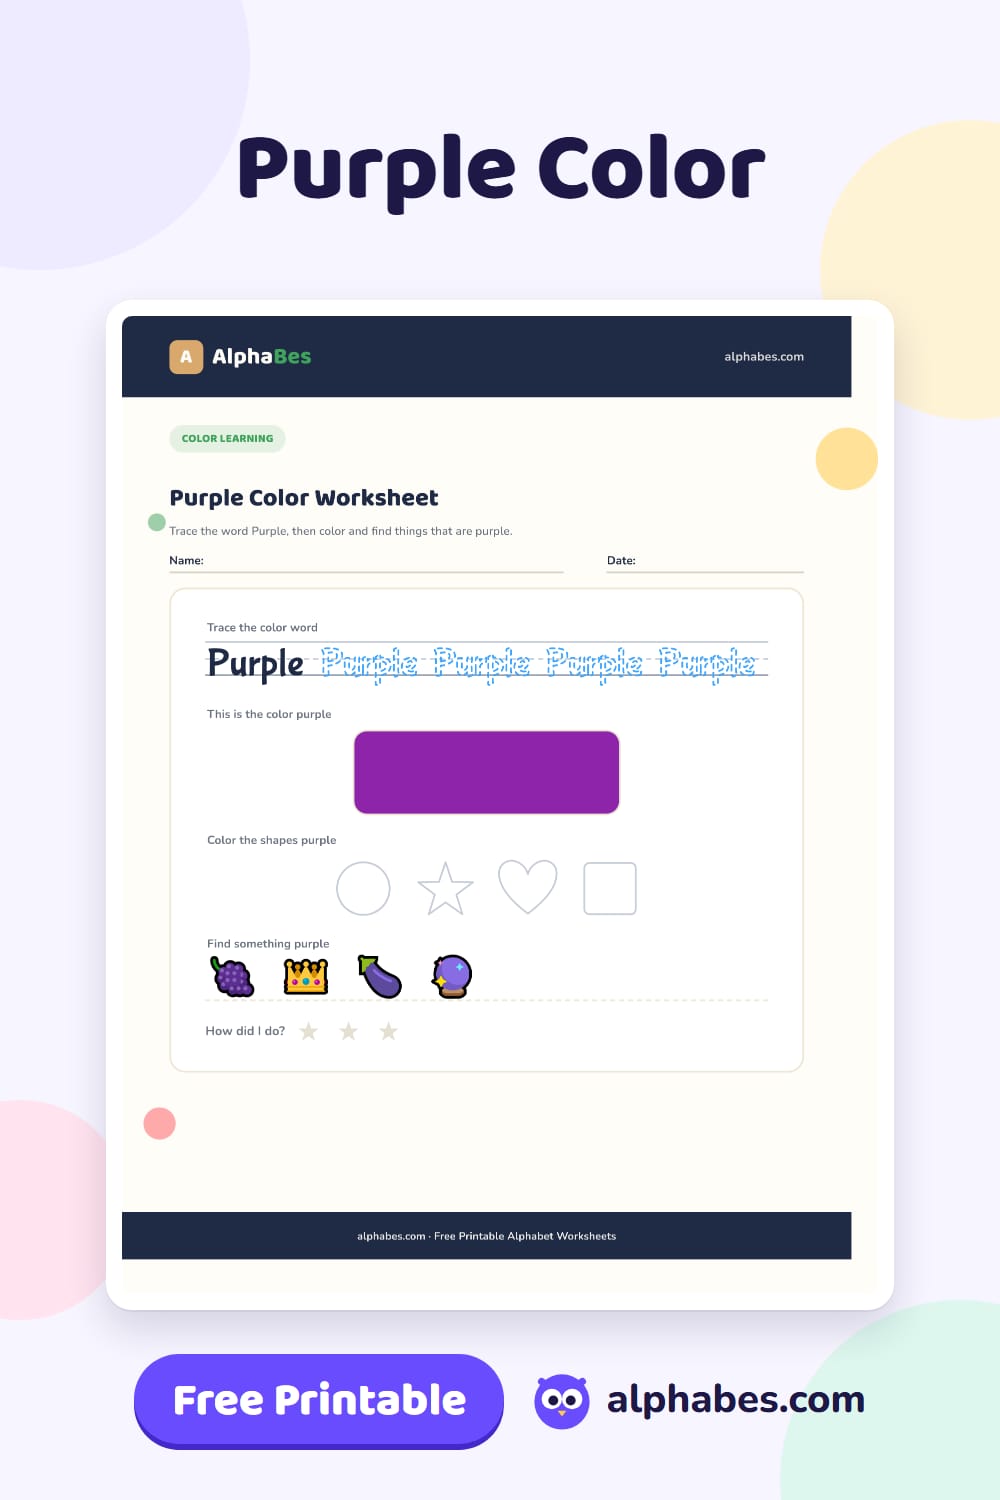 Purple Color
A AlphaBes
alphabes.com
COLOR LEARNING
Purple Color Worksheet
Trace the word Purple, then color and find things that are purple.
Name:
Date:
Trace the color word
Purple Purple Purple Purple Purple
This is the color purple
Color the shapes purple
Find something purple
How did I do?
alphabes.com · Free Printable Alphabet Worksheets
Free Printable
alphabes.com